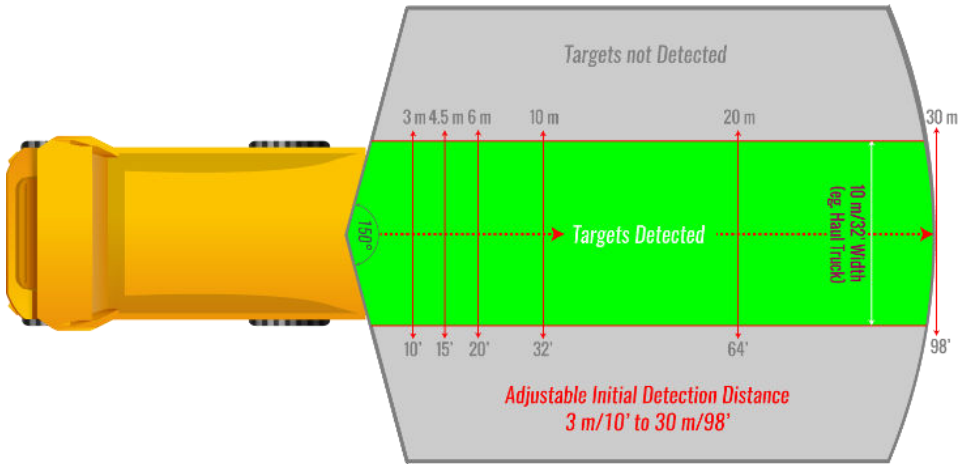 Targets not Detected
3 m 4.5 m 6 m 10 m 20 m 30 m
150°
Targets Detected
10 m/32' Width
(eg. Haul Truck)
10' 15' 20' 32' 64' 98'
Adjustable Initial Detection Distance
3 m/10' to 30 m/98'